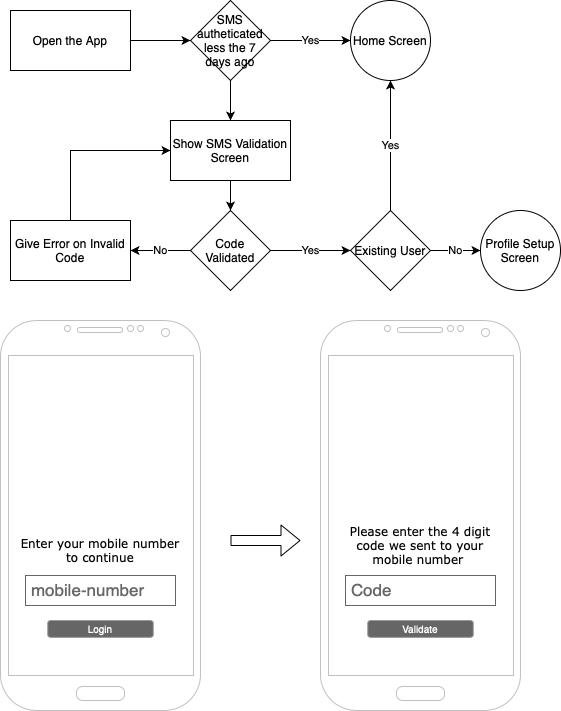 Open the App
SMS
autheticated
less the 7
days ago
Yes
Home Screen
Show SMS Validation
Screen
Yes
Give Error on Invalid
Code
No
Code
Validated
Yes
Existing User
No
Profile Setup
Screen
Enter your mobile number
to continue
mobile-number
Login
Please enter the 4 digit
code we sent to your
mobile number
Code
Validate